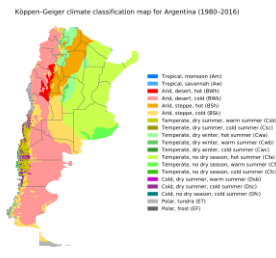 Köppen-Geiger climate classification map for Argentina (1980–2016)
Tropical, monsoon (Am)
Tropical, savannah (Aw)
Arid, desert, hot (BWh)
Arid, desert, cold (BWk)
Arid, steppe, hot (BSh)
Arid, steppe, cold (BSk)
Temperate, dry summer, warm summer (Csb)
Temperate, dry summer, cold summer (Csc)
Temperate, dry winter, hot summer (Cwa)
Temperate, dry winter, warm summer (Cwb)
Temperate, dry winter, cold summer (Cwc)
Temperate, no dry season, hot summer (Cfa)
Temperate, no dry season, warm summer (Cfb)
Temperate, no dry season, cold summer (Cfc)
Cold, dry summer, warm summer (Dsb)
Cold, dry summer, cold summer (Dsc)
Cold, no dry season, cold summer (Dfc)
Polar, tundra (ET)
Polar, frost (EF)